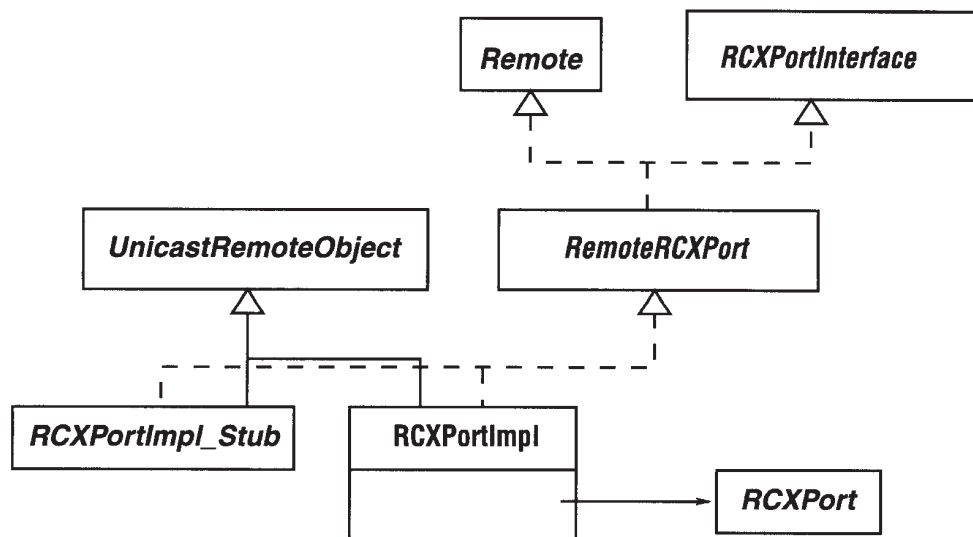 Remote
RCXPortInterface
UnicastRemoteObject
RemoteRCXPort
RCXPortImpl_Stub
RCXPortImpl
RCXPort